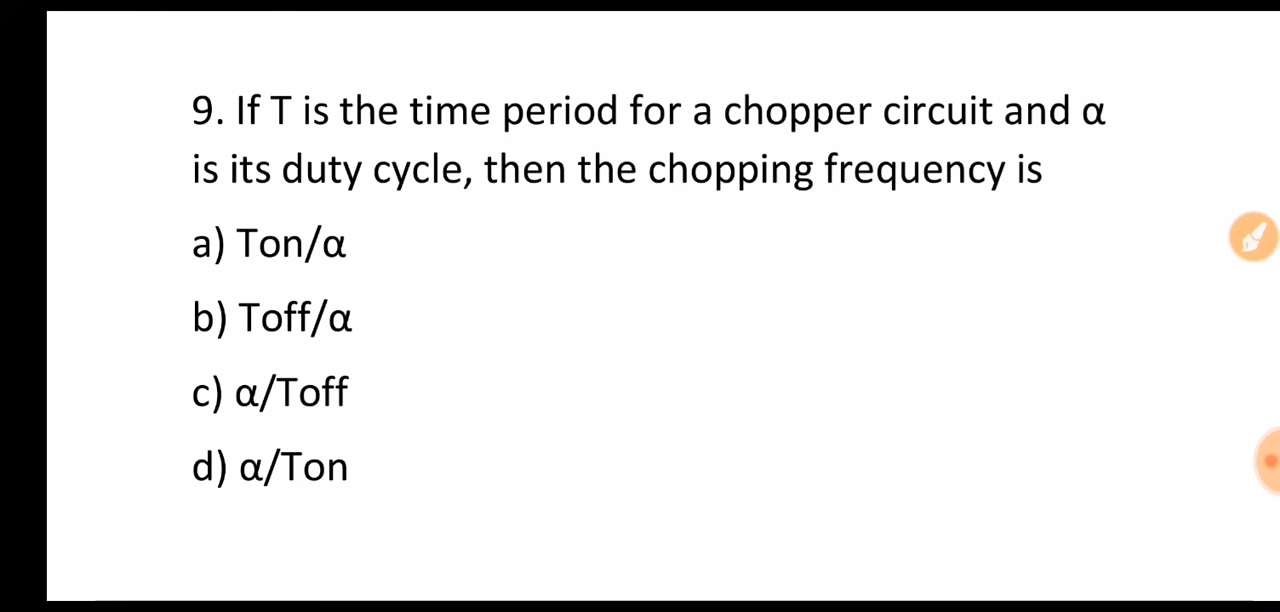 9. If T is the time period for a chopper circuit and α
is its duty cycle, then the chopping frequency is
a) Ton/α
b) Toff/α
c) α/Toff
d) α/Ton